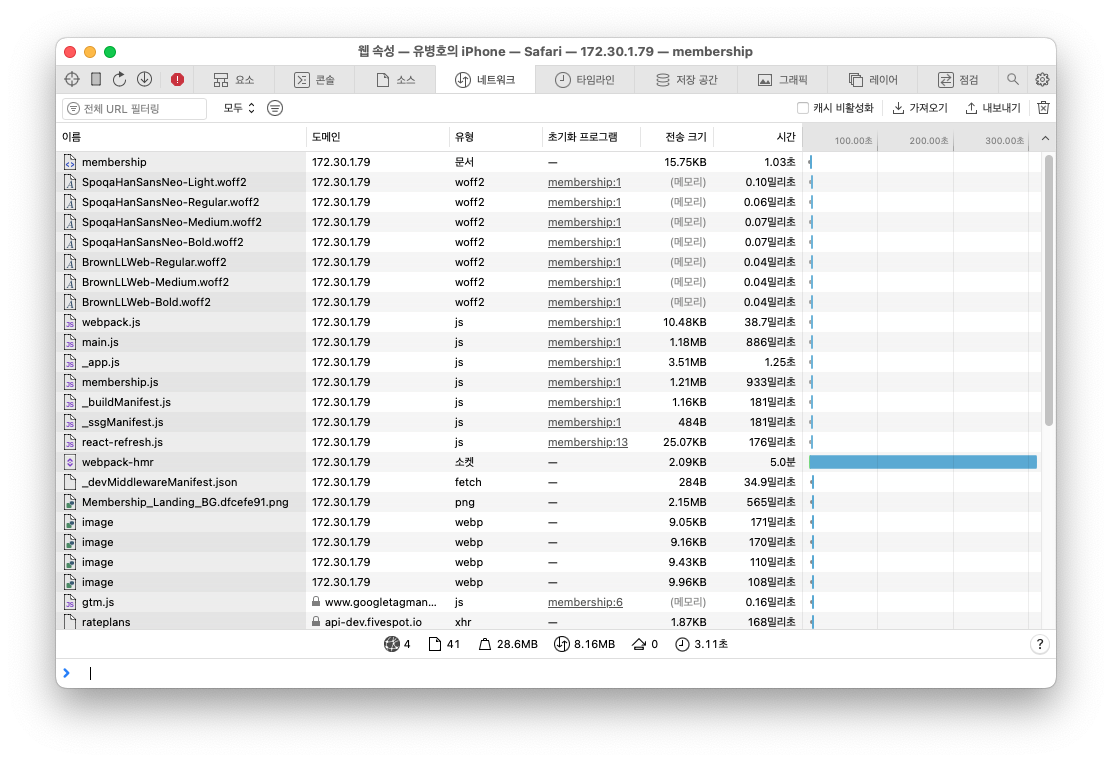 웹 속성 — 유병호의 iPhone — Safari — 172.30.1.79 — membership
요소 콘솔 소스 네트워크 타임라인 저장 공간 그래픽 레이어 점검
전체 URL 필터링 모두 캐시 비활성화 가져오기 내보내기
이름 도메인 유형 초기화 프로그램 전송 크기 시간 100.00초 200.00초 300.00초
membership 172.30.1.79 문서 — 15.75KB 1.03초
SpoqaHanSansNeo-Light.woff2 172.30.1.79 woff2 membership:1 (메모리) 0.10밀리초
SpoqaHanSansNeo-Regular.woff2 172.30.1.79 woff2 membership:1 (메모리) 0.06밀리초
SpoqaHanSansNeo-Medium.woff2 172.30.1.79 woff2 membership:1 (메모리) 0.07밀리초
SpoqaHanSansNeo-Bold.woff2 172.30.1.79 woff2 membership:1 (메모리) 0.07밀리초
BrownLLWeb-Regular.woff2 172.30.1.79 woff2 membership:1 (메모리) 0.04밀리초
BrownLLWeb-Medium.woff2 172.30.1.79 woff2 membership:1 (메모리) 0.04밀리초
BrownLLWeb-Bold.woff2 172.30.1.79 woff2 membership:1 (메모리) 0.04밀리초
webpack.js 172.30.1.79 js membership:1 10.48KB 38.7밀리초
main.js 172.30.1.79 js membership:1 1.18MB 886밀리초
_app.js 172.30.1.79 js membership:1 3.51MB 1.25초
membership.js 172.30.1.79 js membership:1 1.21MB 933밀리초
_buildManifest.js 172.30.1.79 js membership:1 1.16KB 181밀리초
_ssgManifest.js 172.30.1.79 js membership:1 484B 181밀리초
react-refresh.js 172.30.1.79 js membership:13 25.07KB 176밀리초
webpack-hmr 172.30.1.79 소켓 — 2.09KB 5.0분
_devMiddlewareManifest.json 172.30.1.79 fetch — 284B 34.9밀리초
Membership_Landing_BG.dfcefe91.png 172.30.1.79 png — 2.15MB 565밀리초
image 172.30.1.79 webp — 9.05KB 171밀리초
image 172.30.1.79 webp — 9.16KB 170밀리초
image 172.30.1.79 webp — 9.43KB 110밀리초
image 172.30.1.79 webp — 9.96KB 108밀리초
gtm.js www.googletagman... js membership:6 (메모리) 0.16밀리초
rateplans api-dev.fivespot.io xhr — 1.87KB 168밀리초
4 41 28.6MB 8.16MB 0 3.11초 ?